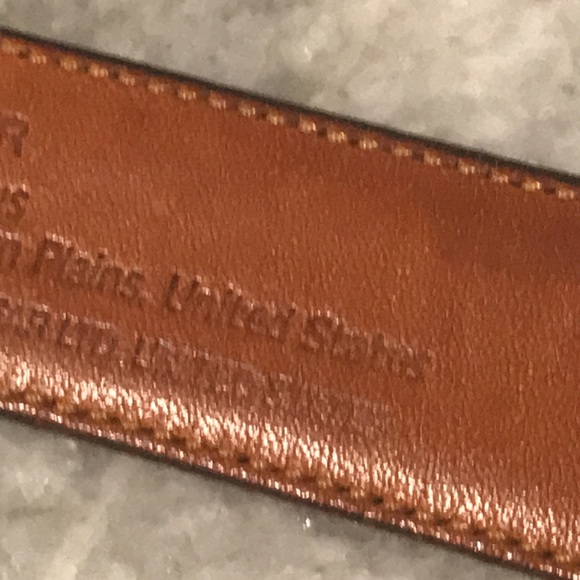 R
n Plains, United States
LTD. UNITED STATES